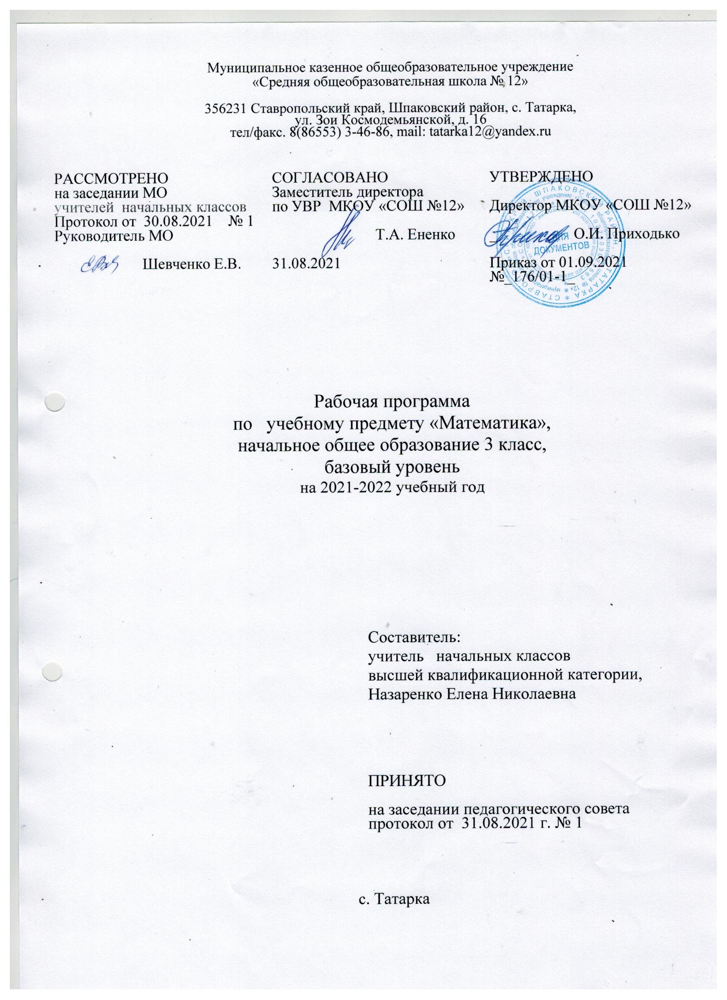 Муниципальное казенное общеобразовательное учреждение
«Средняя общеобразовательная школа № 12»
356231 Ставропольский край, Шпаковский район, с. Татарка,
ул. Зои Космодемьянской, д. 16
тел/факс. 8(86553) 3-46-86, mail: tatarka12@yandex.ru
РАССМОТРЕНО
на заседании МО
учителей начальных классов
Протокол от 30.08.2021 № 1
Руководитель МО
Шевченко Е.В.
СОГЛАСОВАНО
Заместитель директора
по УВР МКОУ «СОШ №12»
Т.А. Ененко
31.08.2021
УТВЕРЖДЕНО
Директор МКОУ «СОШ №12»
О.И. Приходько
ДОКУМЕНТОВ
Приказ от 01.09.2021
№_176/01-1_
Рабочая программа
по учебному предмету «Математика»,
начальное общее образование 3 класс,
базовый уровень
на 2021-2022 учебный год
Составитель:
учитель начальных классов
высшей квалификационной категории,
Назаренко Елена Николаевна
ПРИНЯТО
на заседании педагогического совета
протокол от 31.08.2021 г. № 1
с. Татарка